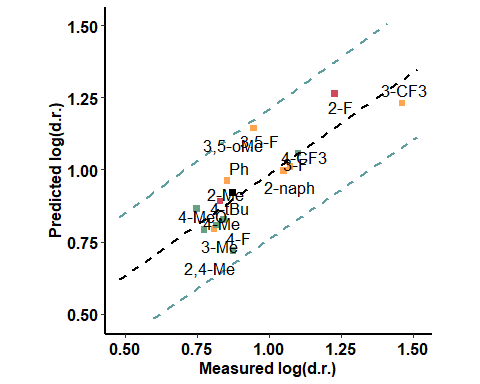 1.50
1.25
1.00
0.75
0.50
Predicted log(d.r.)
3-CF3
2-F
3,5-F
3,5-oMe
4-CF3
3-F
Ph
2-naph
2-Me
4-tBu
4-MeO
4-Me
4-F
3-Me
2,4-Me
0.50 0.75 1.00 1.25 1.50
Measured log(d.r.)